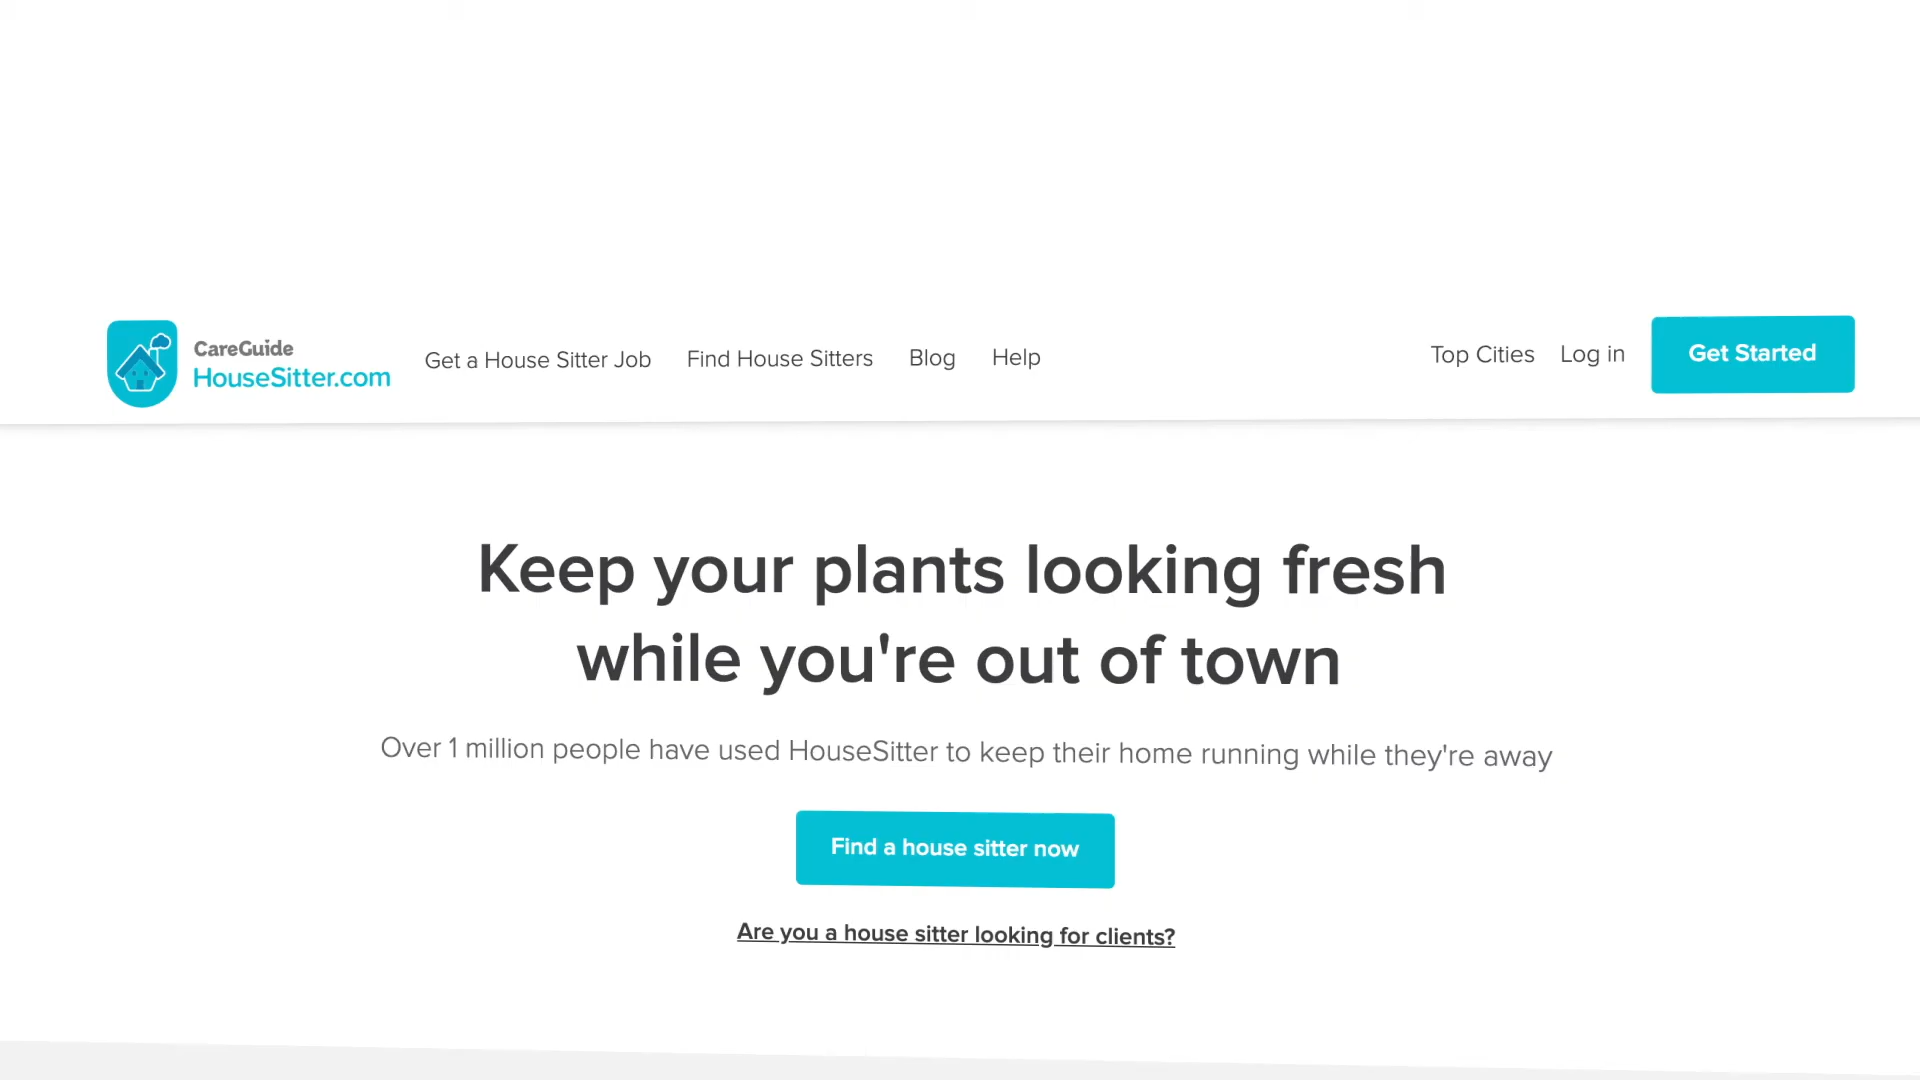 CareGuide
HouseSitter.com
Get a House Sitter Job
Find House Sitters
Blog
Help
Top Cities
Log in
Get Started
Keep your plants looking fresh
while you're out of town
Over 1 million people have used HouseSitter to keep their home running while they're away
Find a house sitter now
Are you a house sitter looking for clients?